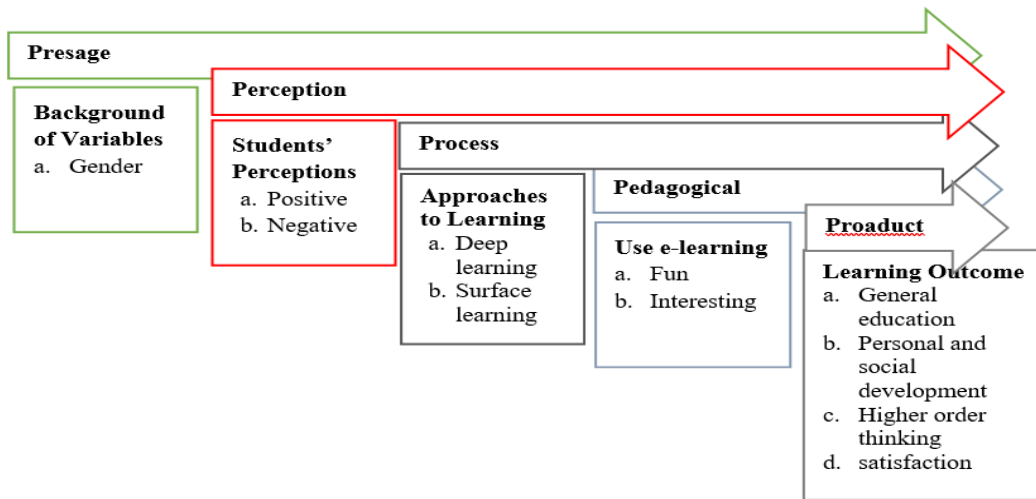 Presage
Background
of Variables
a. Gender
Perception
Students'
Perceptions
a. Positive
b. Negative
Process
Approaches
to Learning
a. Deep
learning
b. Surface
learning
Pedagogical
Use e-learning
a. Fun
b. Interesting
Proaduct
Learning Outcome
a. General
education
b. Personal and
social
development
c. Higher order
thinking
d. satisfaction